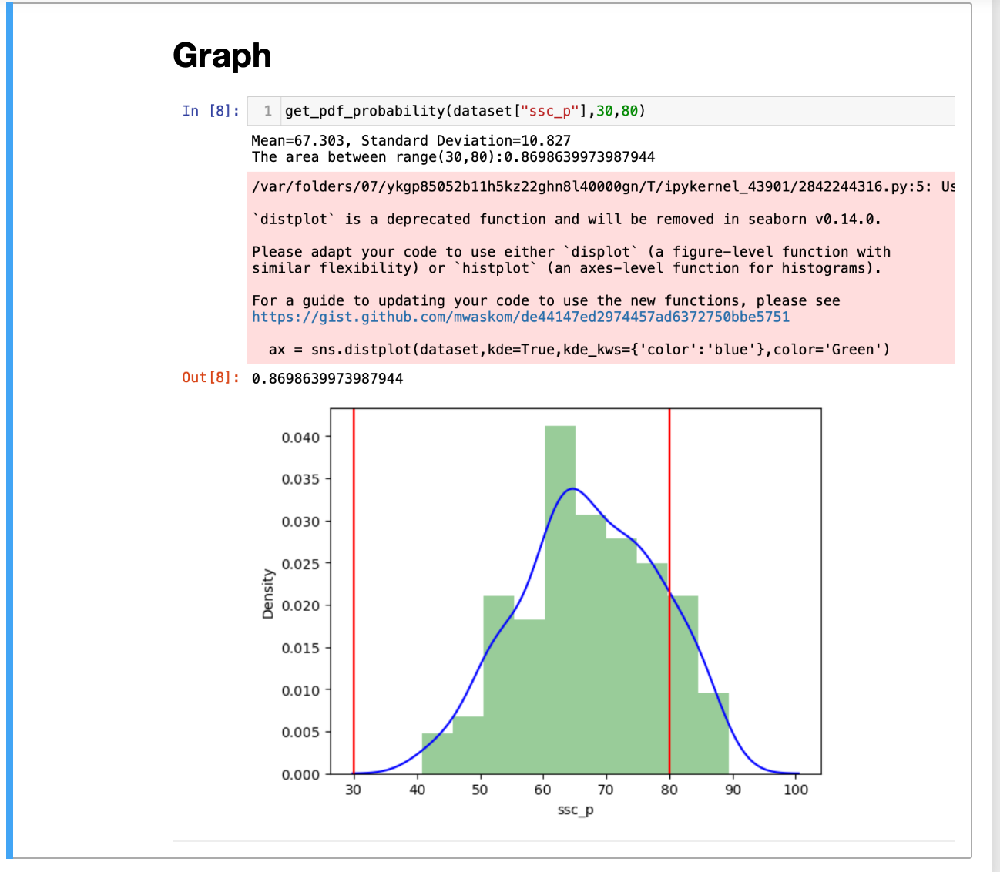 Graph
In [8]: 1 get_pdf_probability(dataset["ssc_p"],30,80)
Mean=67.303, Standard Deviation=10.827
The area between range(30,80):0.8698639973987944
/var/folders/07/ykgp85052b11h5kz22ghn8l40000gn/T/ipykernel_43901/2842244316.py:5: Us
`distplot` is a deprecated function and will be removed in seaborn v0.14.0.
Please adapt your code to use either `displot` (a figure-level function with
similar flexibility) or `histplot` (an axes-level function for histograms).
For a guide to updating your code to use the new functions, please see
https://gist.github.com/mwaskom/de44147ed2974457ad6372750bbe5751
ax = sns.distplot(dataset,kde=True,kde_kws={'color':'blue'},color='Green')
Out[8]: 0.8698639973987944
0.040
0.035
0.030
0.025
0.020
0.015
0.010
0.005
0.000
Density
30 40 50 60 70 80 90 100
ssc_p